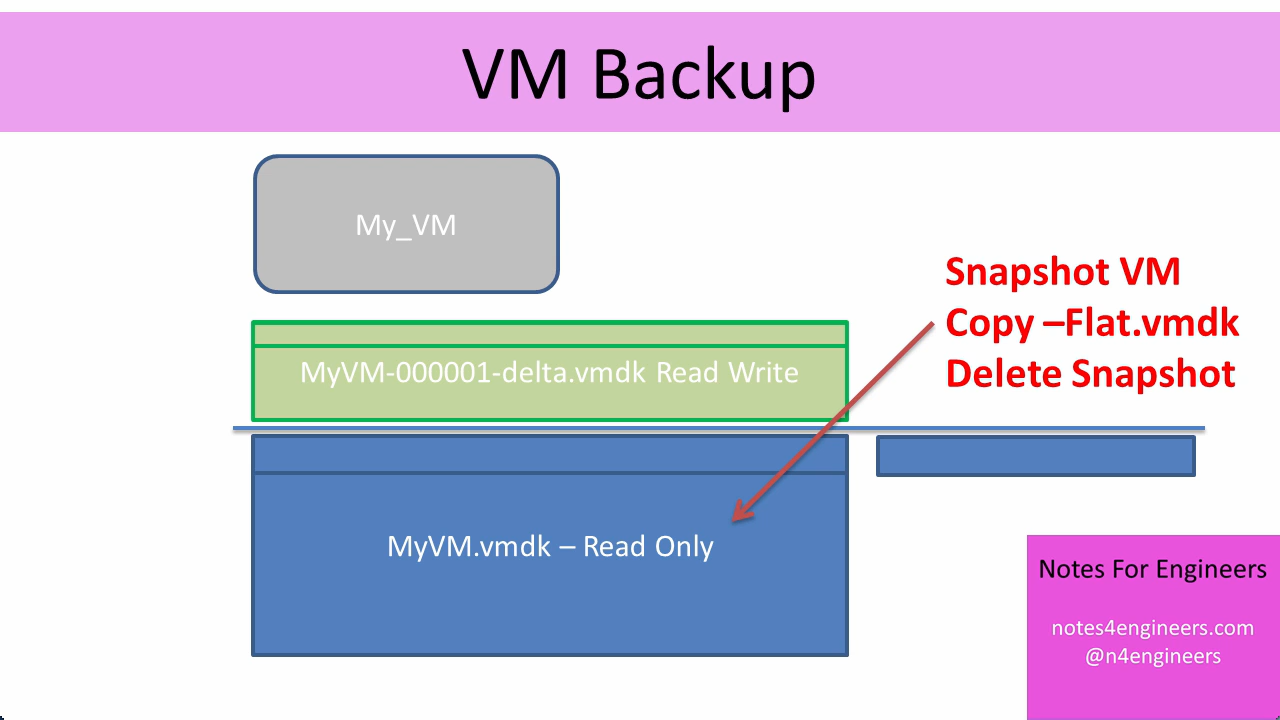 VM Backup
My_VM
Snapshot VM
Copy –Flat.vmdk
Delete Snapshot
MyVM-000001-delta.vmdk Read Write
MyVM.vmdk – Read Only
Notes For Engineers
notes4engineers.com
@n4engineers